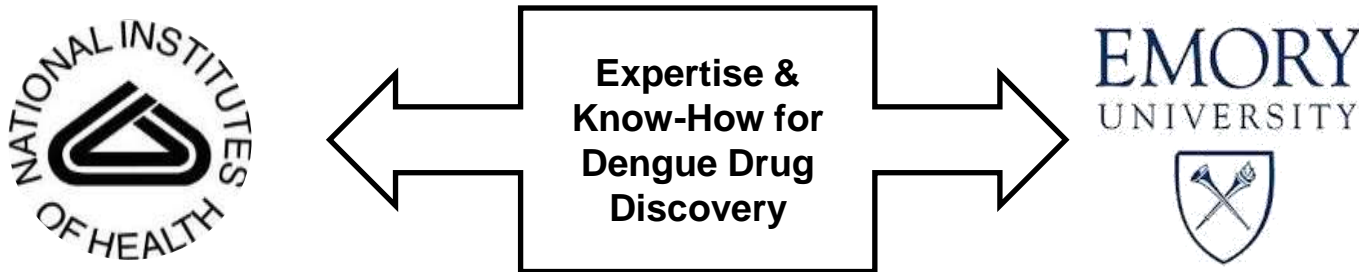 NATIONAL INSTITUTES
OF HEALTH
Expertise &
Know-How for
Dengue Drug
Discovery
EMORY
UNIVERSITY